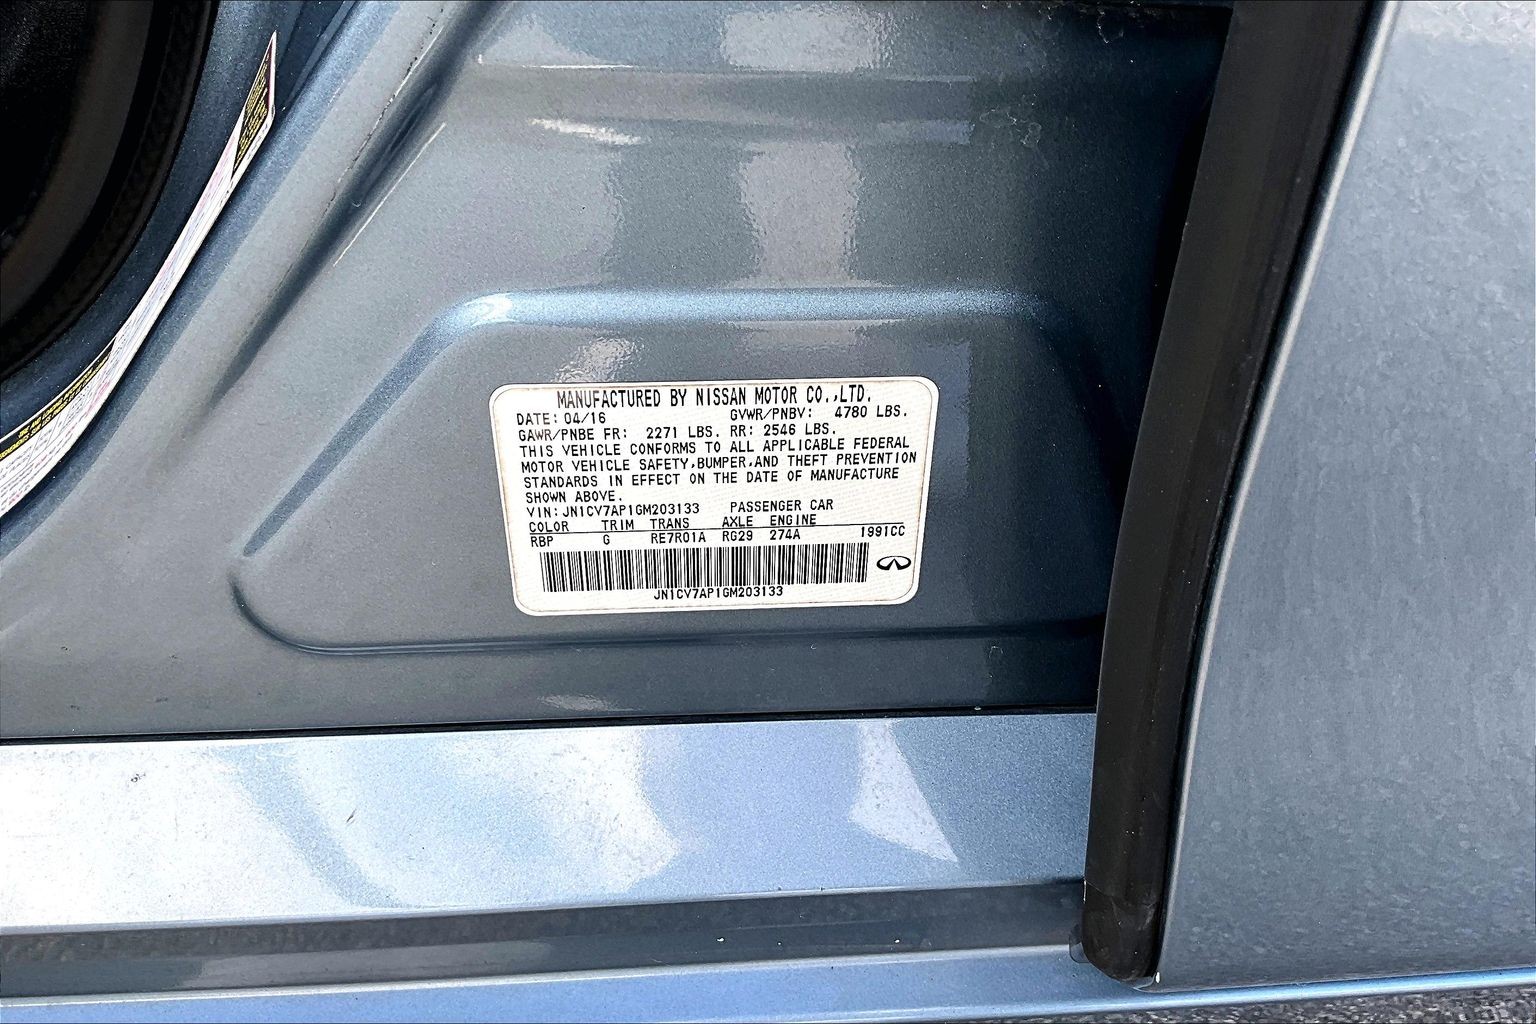 MANUFACTURED BY NISSAN MOTOR CO.,LTD.
DATE: 04/16 GVWR/PNBV: 4780 LBS.
GAWR/PNBE FR: 2271 LBS. RR: 2546 LBS.
THIS VEHICLE CONFORMS TO ALL APPLICABLE FEDERAL
MOTOR VEHICLE SAFETY,BUMPER,AND THEFT PREVENTION
STANDARDS IN EFFECT ON THE DATE OF MANUFACTURE
SHOWN ABOVE.
VIN: JN1CV7AP1GM203133 PASSENGER CAR
COLOR TRIM TRANS AXLE ENGINE
RBP G RE7R01A RG29 274A 1991CC
JN1CV7AP1GM203133